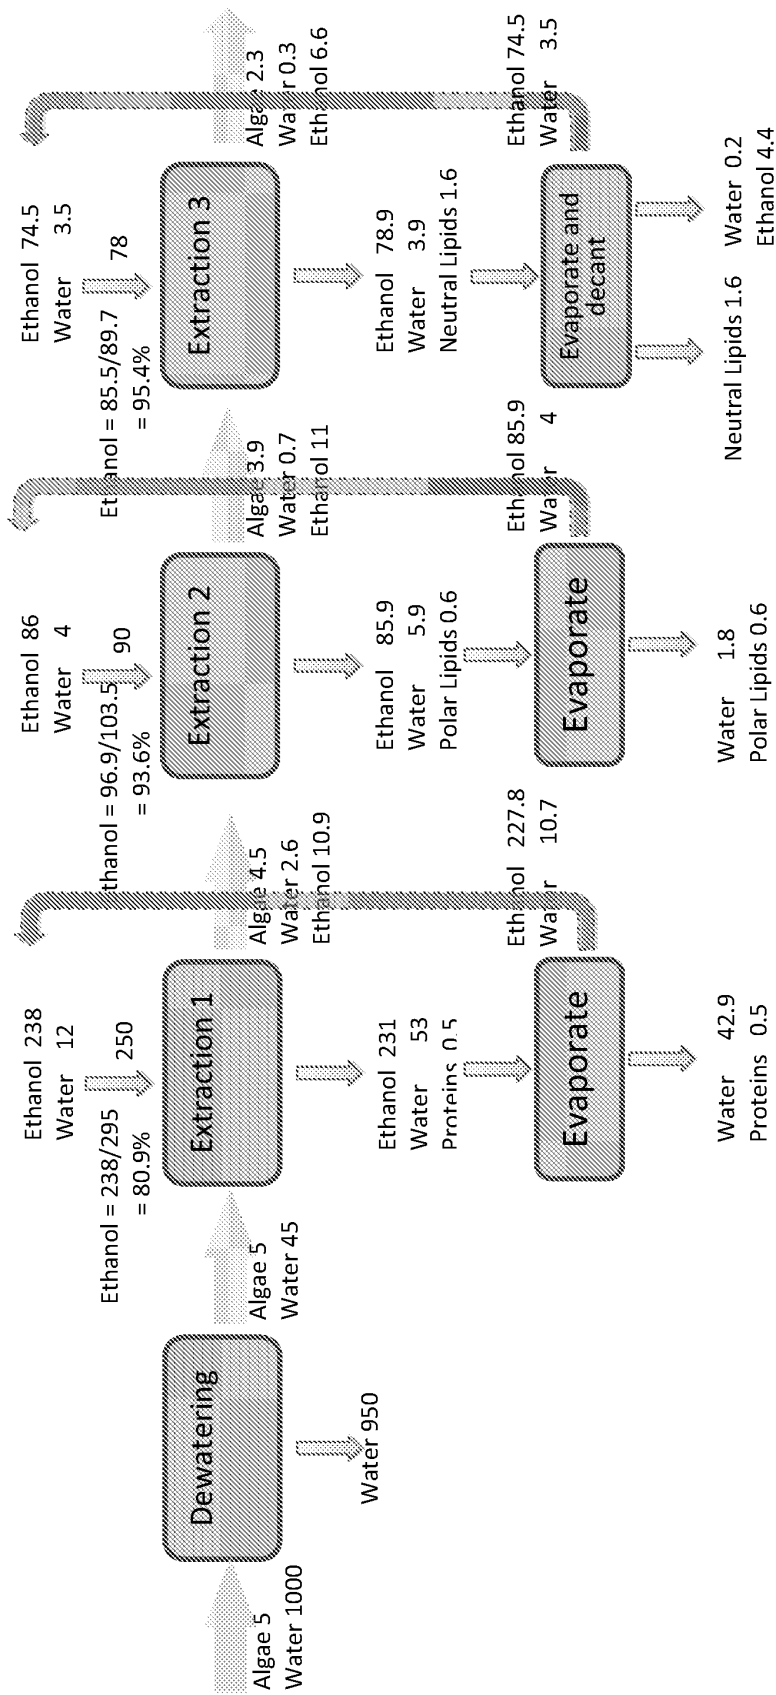 Algae 5
Water 1000
Dewatering
Water 950
Algae 5
Water 45
Ethanol 238
Water 12
250
Ethanol = 238/295
= 80.9%
Extraction 1
Ethanol 231
Water 53
Proteins 0.5
Evaporate
Water 42.9
Proteins 0.5
Ethanol 227.8
Water 10.7
Algae 4.5
Water 2.6
Ethanol 10.9
Ethanol 86
Water 4
90
thanol = 96.9/103.5
= 93.6%
Extraction 2
Ethanol 85.9
Water 5.9
Polar Lipids 0.6
Evaporate
Water 1.8
Polar Lipids 0.6
Ethanol 85.9
Water 4
Algae 3.9
Water 0.7
Ethanol 11
Ethanol 74.5
Water 3.5
78
Ethanol = 85.5/89.7
= 95.4%
Extraction 3
Ethanol 78.9
Water 3.9
Neutral Lipids 1.6
Evaporate and
decant
Neutral Lipids 1.6
Water 0.2
Ethanol 4.4
Ethanol 74.5
Water 3.5
Algae 2.3
Water 0.3
Ethanol 6.6